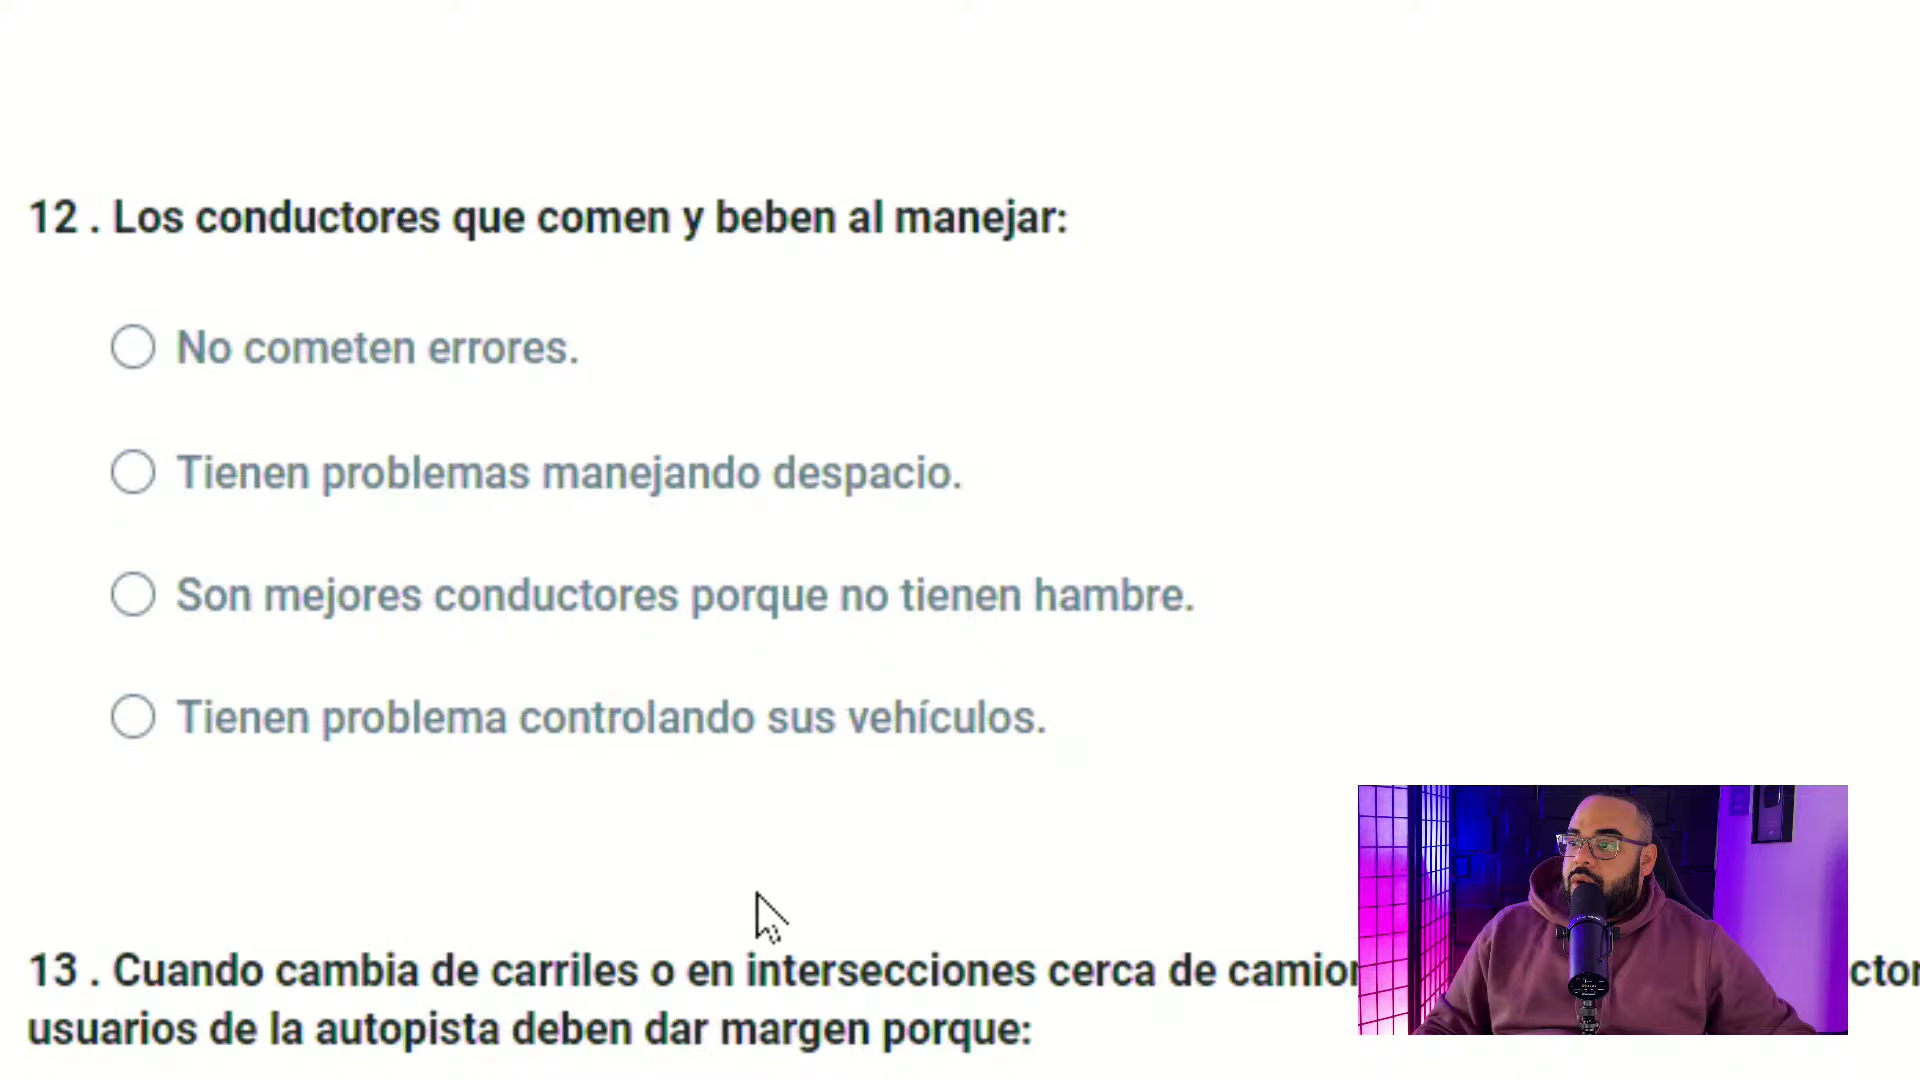 12 . Los conductores que comen y beben al manejar:
No cometen errores.
Tienen problemas manejando despacio.
Son mejores conductores porque no tienen hambre.
Tienen problema controlando sus vehículos.
13 . Cuando cambia de carriles o en intersecciones cerca de
usuarios de la autopista deben dar margen porque: